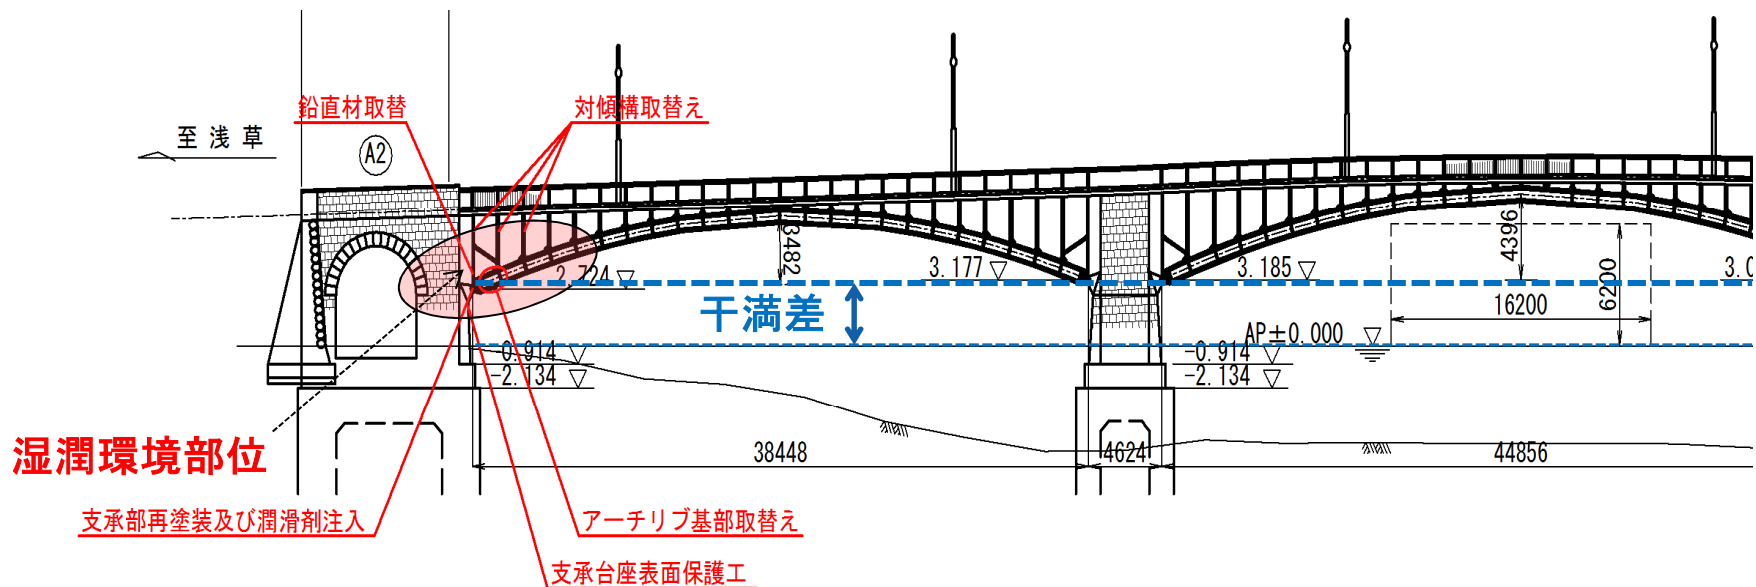 鉛直材取替
対傾構取替え
至 浅 草
A2
3482
4396
2.724
3.177
3.185
3.0
6200
16200
干満差
AP±0.000
-0.914
-2.134
-0.914
-2.134
湿潤環境部位
38448
4624
44856
支承部再塗装及び潤滑剤注入
アーチリブ基部取替え
支承台座表面保護工